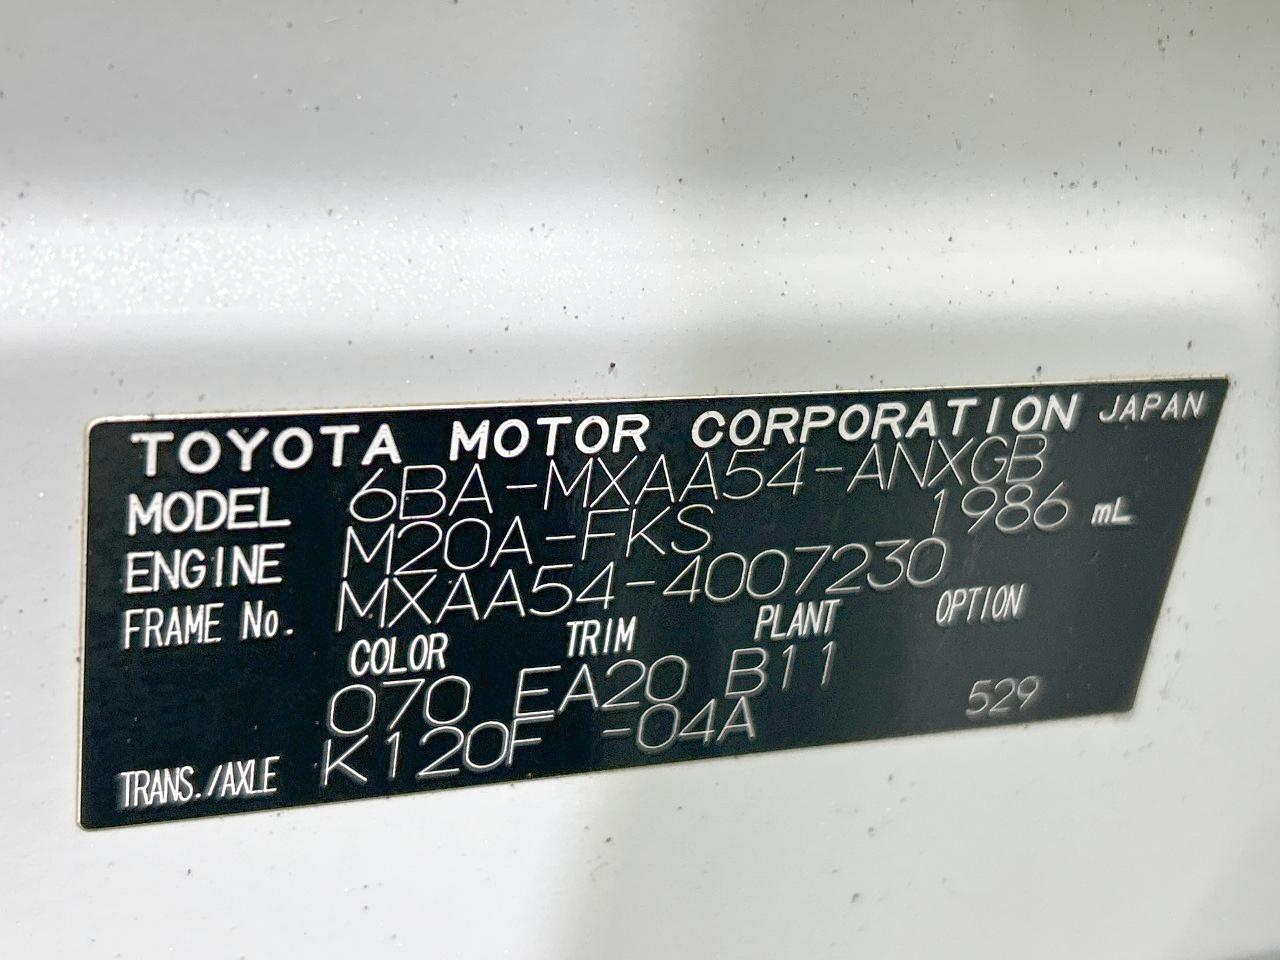 TOYOTA MOTOR CORPORATION JAPAN
MODEL 6BA-MXAA54-ANXGB
ENGINE M20A-FKS 1986 mL
FRAME No. MXAA54-4007230
COLOR TRIM PLANT OPTION
070 EA20 B11
TRANS./AXLE K120F -04A 529